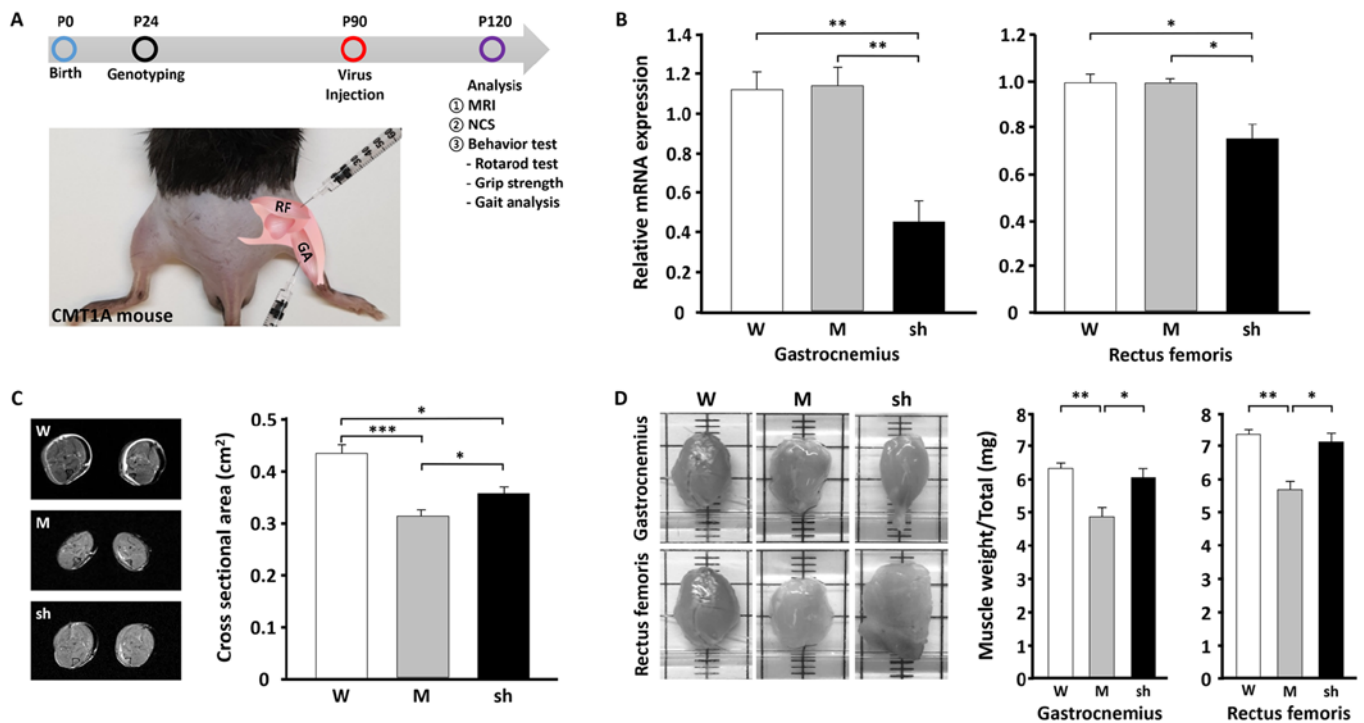 A
P0 P24 P90 P120
Birth Genotyping Virus Injection
Analysis
① MRI
② NCS
③ Behavior test
- Rotarod test
- Grip strength
- Gait analysis
RF
GA
CMT1A mouse
B
Relative mRNA expression
1.4
1.2
1.0
0.8
0.6
0.4
0.2
0
** **
W M sh
Gastrocnemius
1.2
1.0
0.8
0.6
0.4
0.2
0
* *
W M sh
Rectus femoris
C
W
M
sh
Cross sectional area (cm²)
0.5
0.4
0.3
0.2
0.1
0
*
***
*
W M sh
D
W M sh
Gastrocnemius
Rectus femoris
Muscle weight/Total (mg)
8
7
6
5
4
3
2
1
0
** *
W M sh
Gastrocnemius
8
7
6
5
4
3
2
1
0
** *
W M sh
Rectus femoris